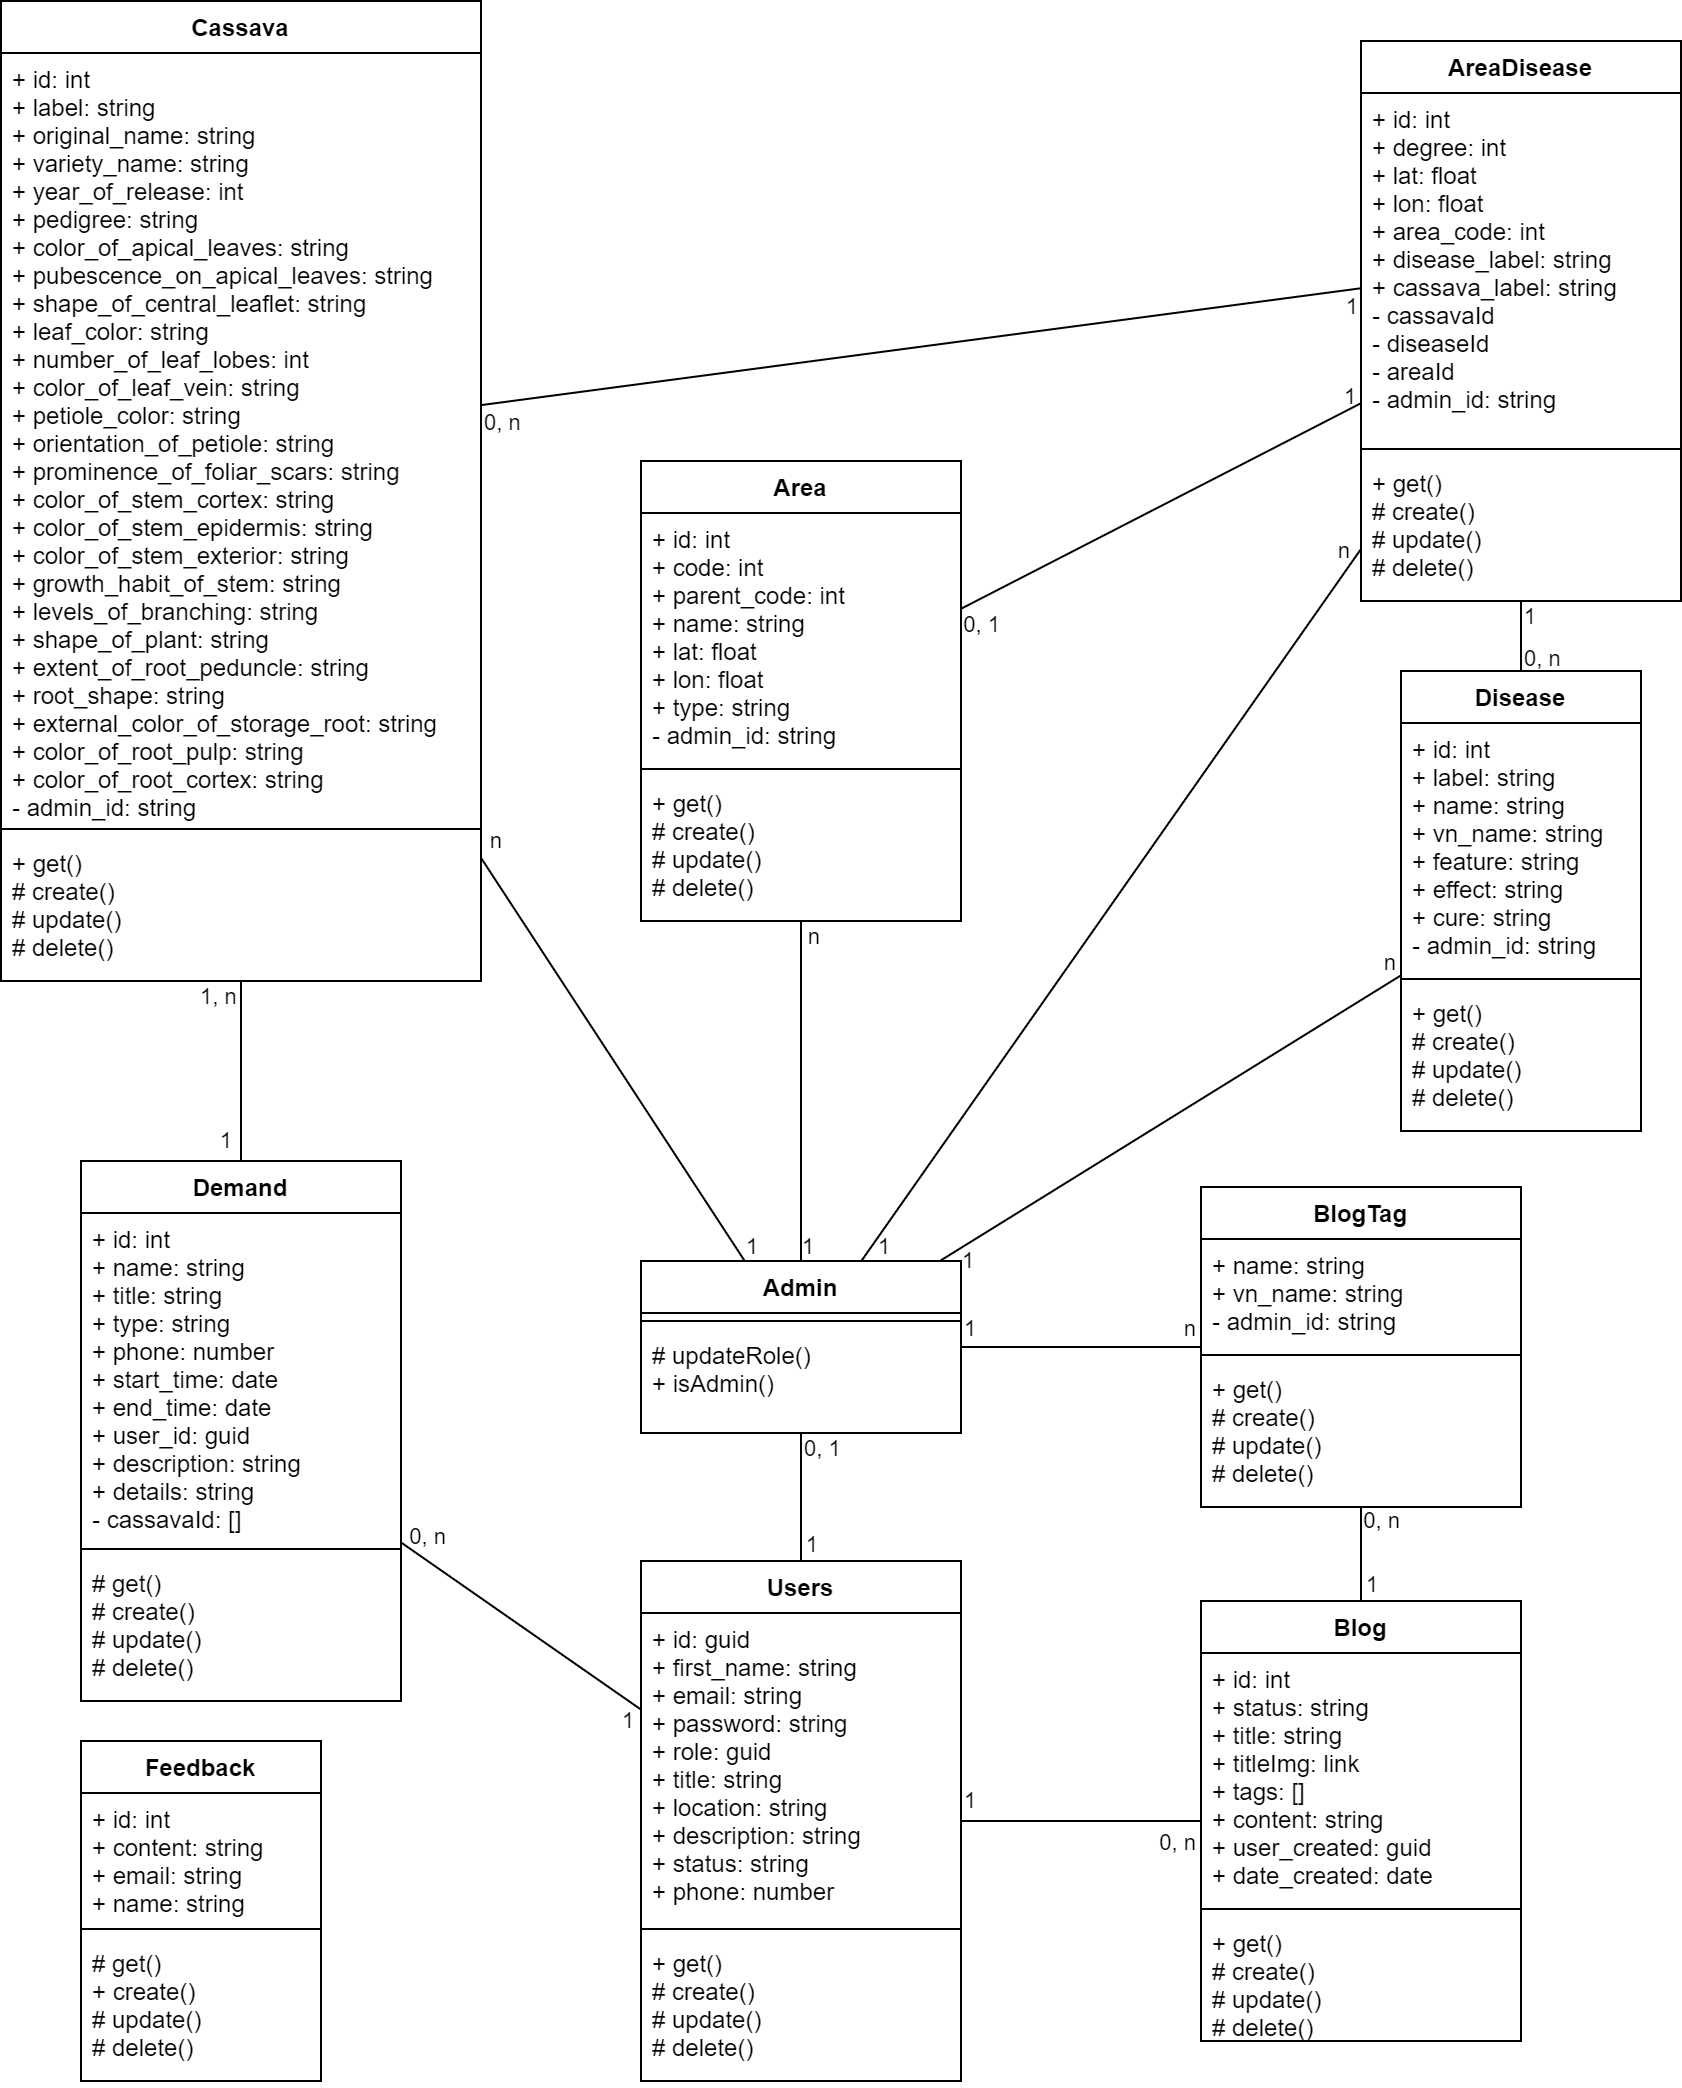 Cassava
+ id: int
+ label: string
+ original_name: string
+ variety_name: string
+ year_of_release: int
+ pedigree: string
+ color_of_apical_leaves: string
+ pubescence_on_apical_leaves: string
+ shape_of_central_leaflet: string
+ leaf_color: string
+ number_of_leaf_lobes: int
+ color_of_leaf_vein: string
+ petiole_color: string
+ orientation_of_petiole: string
+ prominence_of_foliar_scars: string
+ color_of_stem_cortex: string
+ color_of_stem_epidermis: string
+ color_of_stem_exterior: string
+ growth_habit_of_stem: string
+ levels_of_branching: string
+ shape_of_plant: string
+ extent_of_root_peduncle: string
+ root_shape: string
+ external_color_of_storage_root: string
+ color_of_root_pulp: string
+ color_of_root_cortex: string
- admin_id: string
+ get()
# create()
# update()
# delete()
0, n
n
1, n
AreaDisease
+ id: int
+ degree: int
+ lat: float
+ lon: float
+ area_code: int
+ disease_label: string
+ cassava_label: string
- cassavaId
- diseaseId
- areaId
- admin_id: string
+ get()
# create()
# update()
# delete()
1
1
n
1
Area
+ id: int
+ code: int
+ parent_code: int
+ name: string
+ lat: float
+ lon: float
+ type: string
- admin_id: string
+ get()
# create()
# update()
# delete()
0, 1
n
0, n
Disease
+ id: int
+ label: string
+ name: string
+ vn_name: string
+ feature: string
+ effect: string
+ cure: string
- admin_id: string
+ get()
# create()
# update()
# delete()
n
1
Demand
+ id: int
+ name: string
+ title: string
+ type: string
+ phone: number
+ start_time: date
+ end_time: date
+ user_id: guid
+ description: string
+ details: string
- cassavaId: []
# get()
# create()
# update()
# delete()
0, n
1
1
1
1
Admin
# updateRole()
+ isAdmin()
1
n
0, 1
BlogTag
+ name: string
+ vn_name: string
- admin_id: string
+ get()
# create()
# update()
# delete()
0, n
1
Users
+ id: guid
+ first_name: string
+ email: string
+ password: string
+ role: guid
+ title: string
+ location: string
+ description: string
+ status: string
+ phone: number
+ get()
# create()
# update()
# delete()
1
1
0, n
1
Blog
+ id: int
+ status: string
+ title: string
+ titleImg: link
+ tags: []
+ content: string
+ user_created: guid
+ date_created: date
+ get()
# create()
# update()
# delete()
Feedback
+ id: int
+ content: string
+ email: string
+ name: string
# get()
+ create()
# update()
# delete()